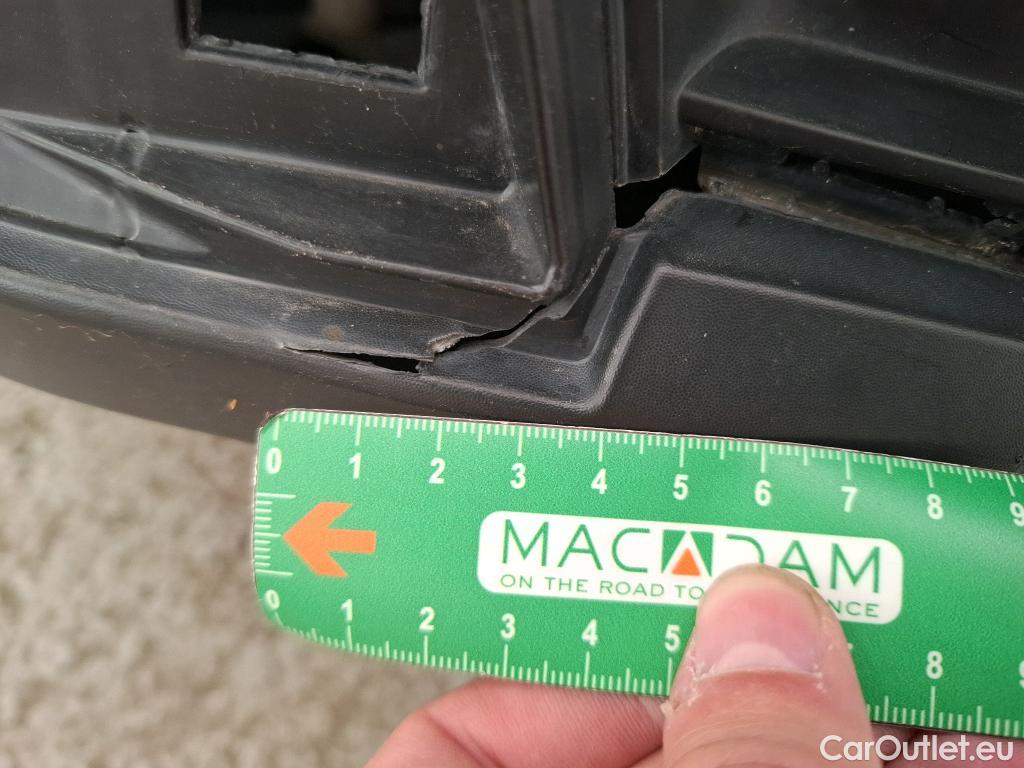 0 1 2 3 4 5 6 7 8 9
MACADAM
ON THE ROAD TO
0 1 2 3 4 5 8
CarOutlet.eu